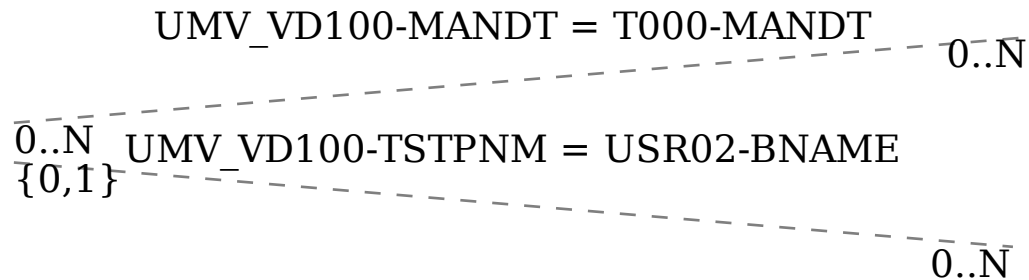 UMV_VD100-MANDT = T000-MANDT
0..N
0..N
UMV_VD100-TSTPNM = USR02-BNAME
{0,1}
0..N